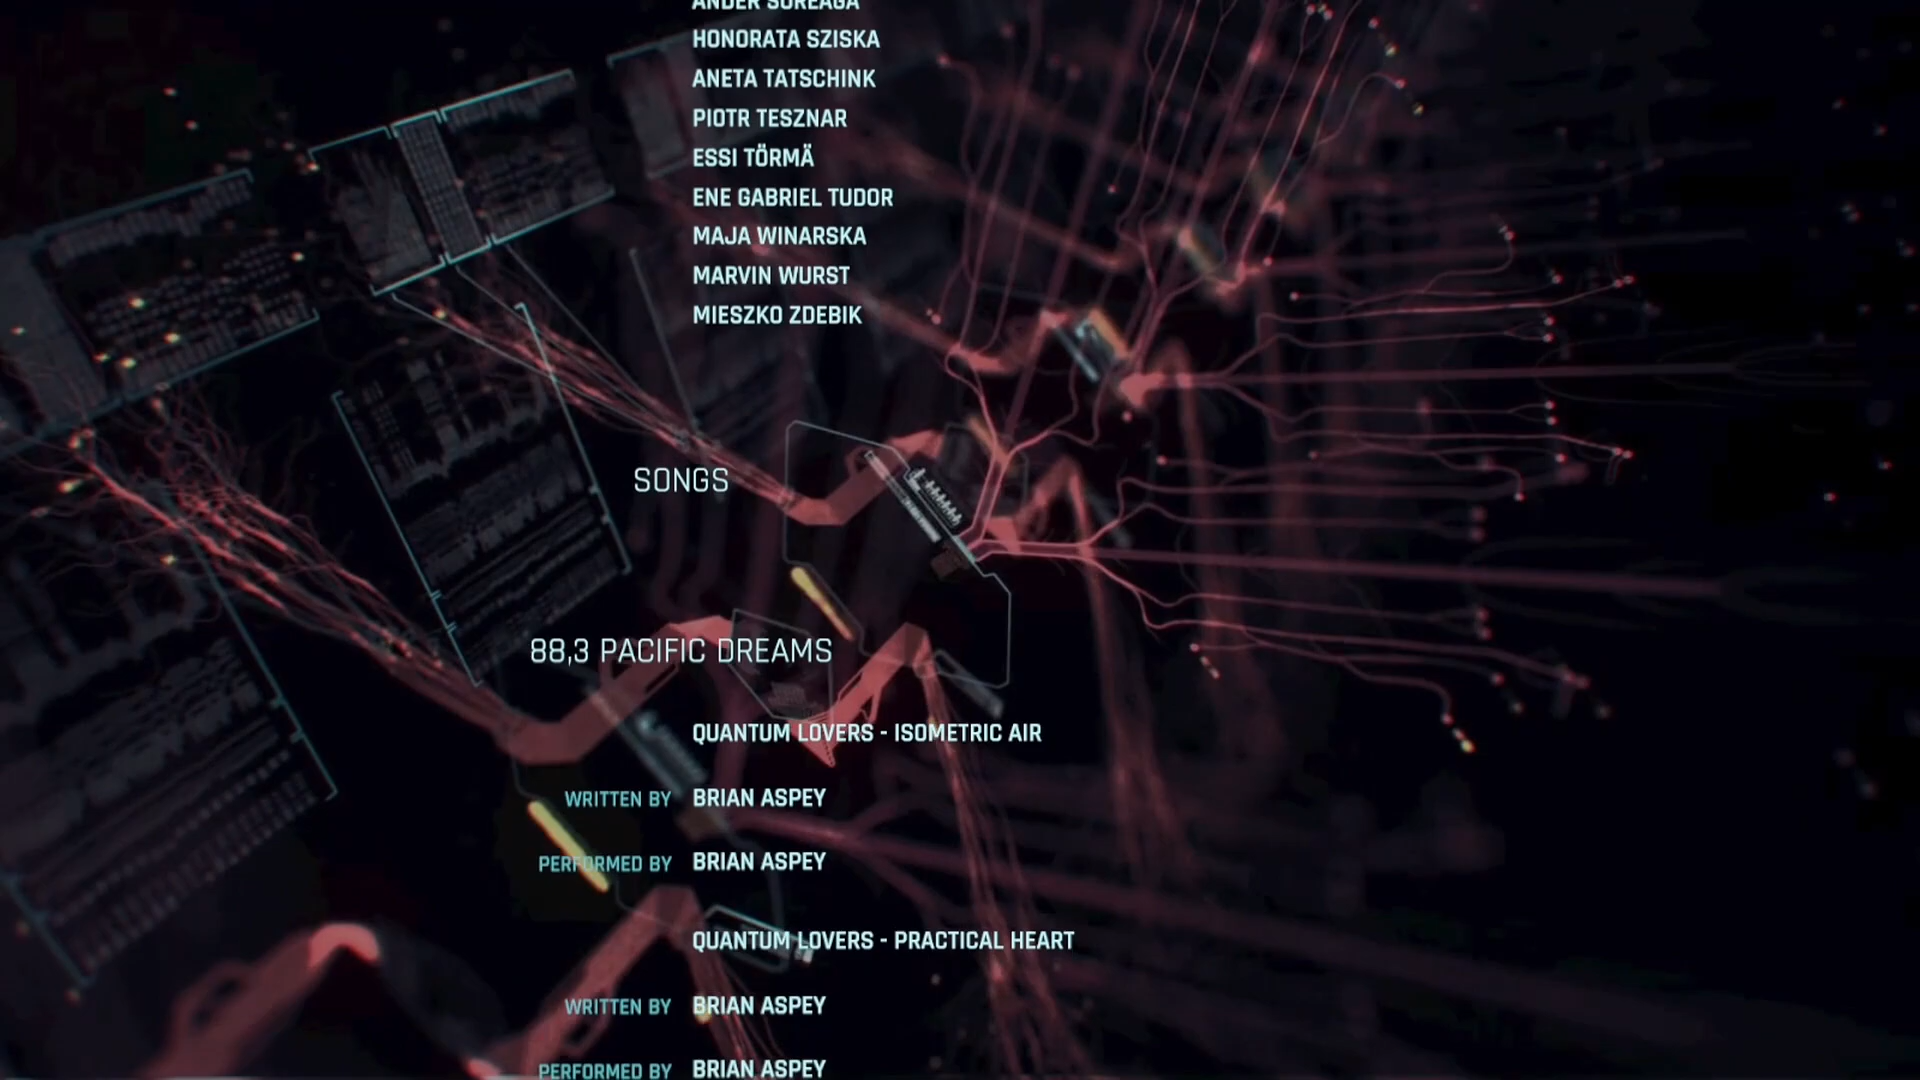 ANDER SOREAGA
HONORATA SZISKA
ANETA TATSCHINK
PIOTR TESZNAR
ESSI TÖRMÄ
ENE GABRIEL TUDOR
MAJA WINARSKA
MARVIN WURST
MIESZKO ZDEBIK
SONGS
88,3 PACIFIC DREAMS
QUANTUM LOVERS - ISOMETRIC AIR
WRITTEN BY BRIAN ASPEY
PERFORMED BY BRIAN ASPEY
QUANTUM LOVERS - PRACTICAL HEART
WRITTEN BY BRIAN ASPEY
PERFORMED BY BRIAN ASPEY